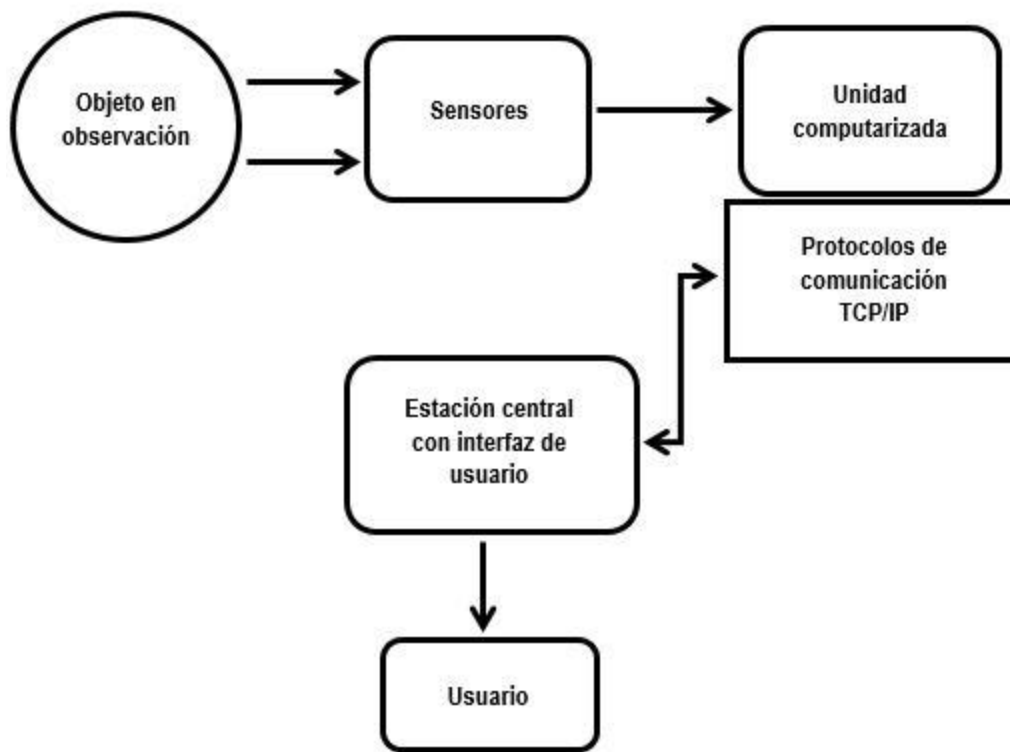 Objeto en
observación
Sensores
Unidad
computarizada
Protocolos de
comunicación
TCP/IP
Estación central
con interfaz de
usuario
Usuario